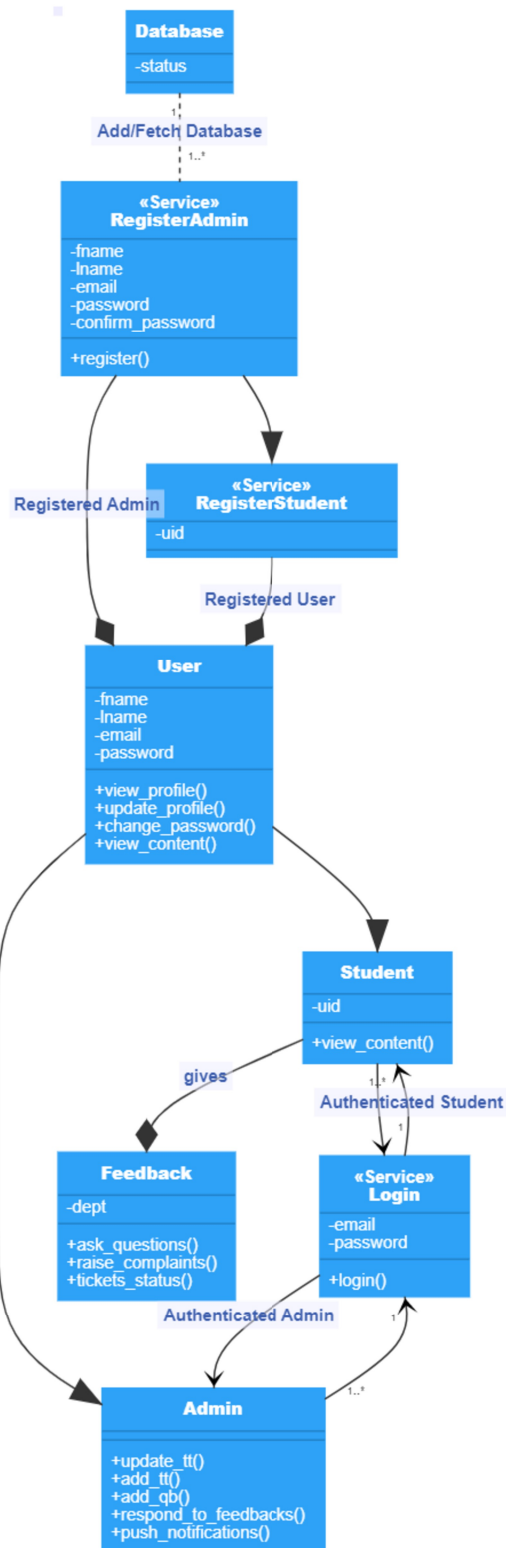 Database
-status
1
Add/Fetch Database
1..*
«Service»
RegisterAdmin
-fname
-lname
-email
-password
-confirm_password
+register()
«Service»
RegisterStudent
-uid
Registered Admin
Registered User
User
-fname
-lname
-email
-password
+view_profile()
+update_profile()
+change_password()
+view_content()
Student
-uid
+view_content()
gives
1..*
Authenticated Student
1
Feedback
-dept
+ask_questions()
+raise_complaints()
+tickets_status()
«Service»
Login
-email
-password
+login()
Authenticated Admin
1
1..*
Admin
+update_tt()
+add_tt()
+add_qb()
+respond_to_feedbacks()
+push_notifications()